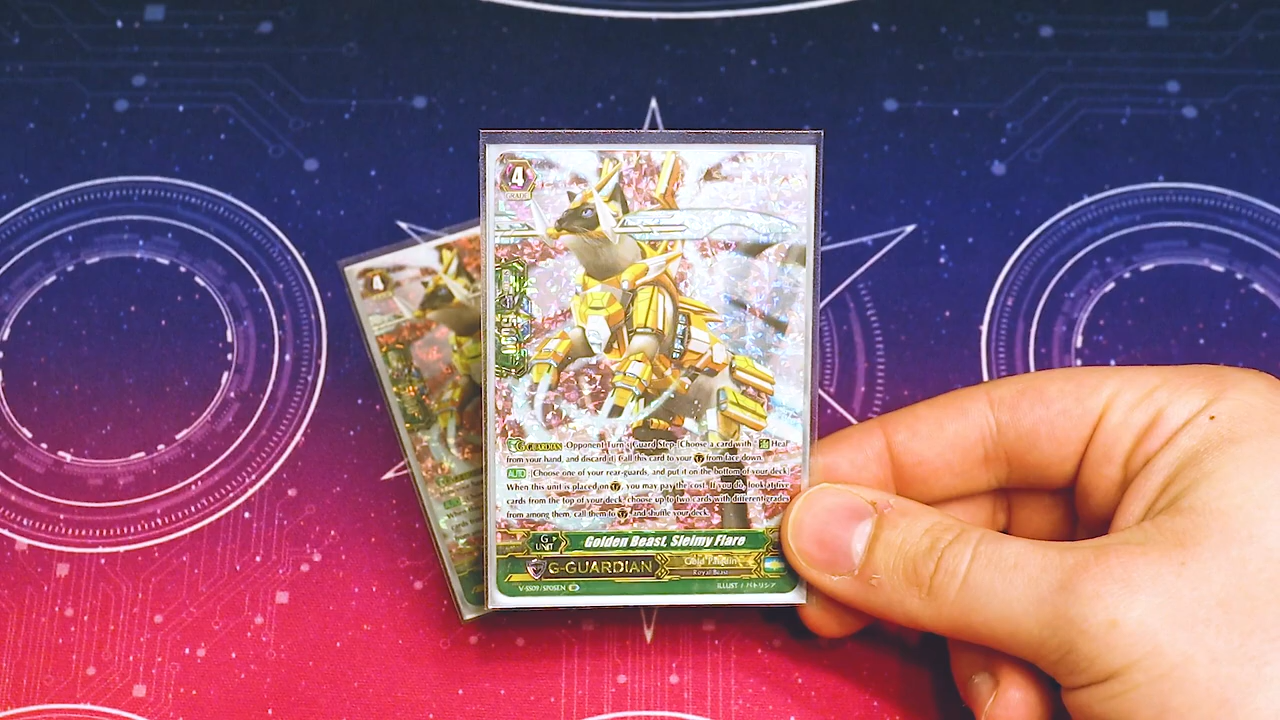 4
GRADE
G GUARDIAN -Opponent Turn's Guard Step-[Choose a card with "Heal
from your hand, and discard it] Call this card to from face down.
AUTO :[Choose one of your rear-guards, and put it on the bottom of your deck]
When this unit is placed on , you may pay the cost. If you do, look at five
cards from the top of your deck, choose up to two cards with different grades
from among them, call them to , and shuffle your deck.
G UNIT Golden Beast, Sleimy Flare
G-GUARDIAN Gold Paladin
Royal Beast
V-SS09/SP05EN ILLUST / パトリシア
4